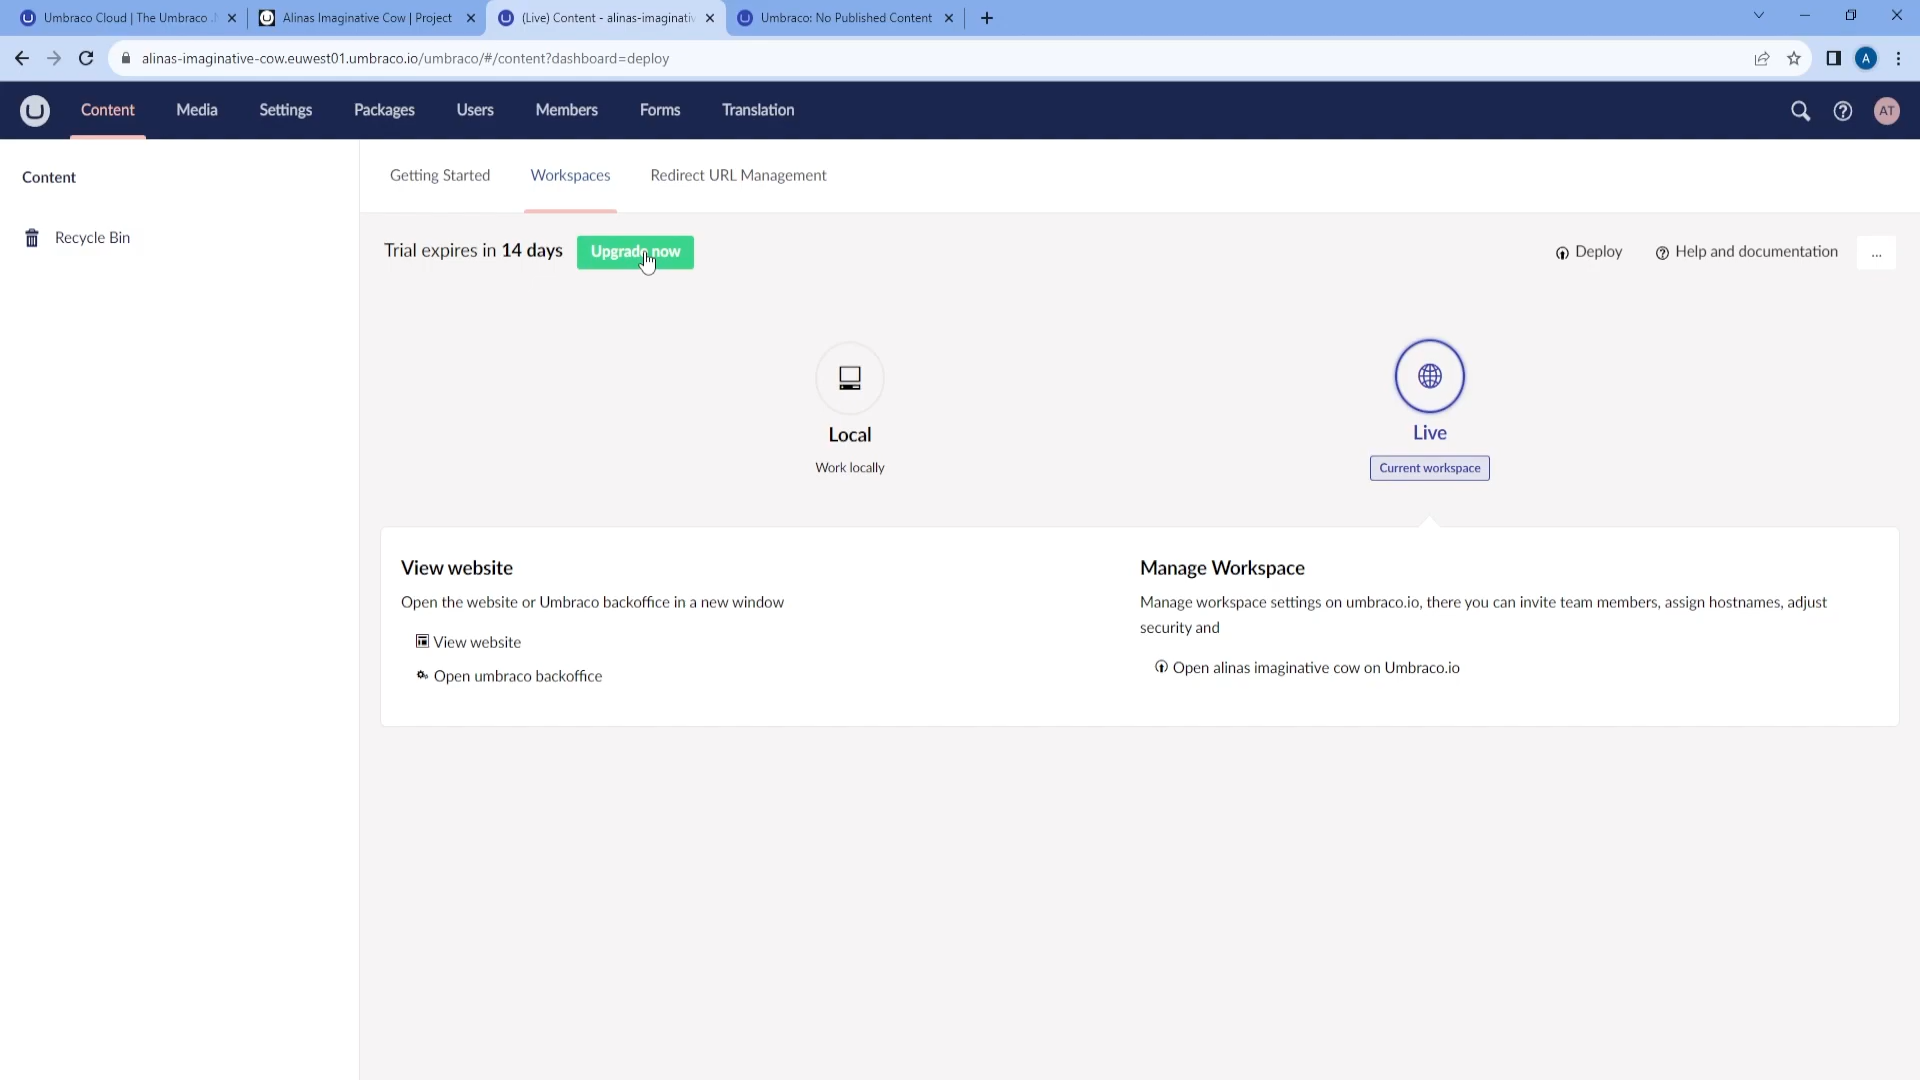 Umbraco Cloud | The Umbraco
Alinas Imaginative Cow | Project
(Live) Content - alinas-imaginativ
Umbraco: No Published Content
alinas-imaginative-cow.euwest01.umbraco.io/umbraco/#/content?dashboard=deploy
A
Content
Media
Settings
Packages
Users
Members
Forms
Translation
AT
Content
Recycle Bin
Getting Started
Workspaces
Redirect URL Management
Trial expires in 14 days
Upgrade now
Deploy
Help and documentation
...
Local
Work locally
Live
Current workspace
View website
Open the website or Umbraco backoffice in a new window
View website
Open umbraco backoffice
Manage Workspace
Manage workspace settings on umbraco.io, there you can invite team members, assign hostnames, adjust
security and
Open alinas imaginative cow on Umbraco.io